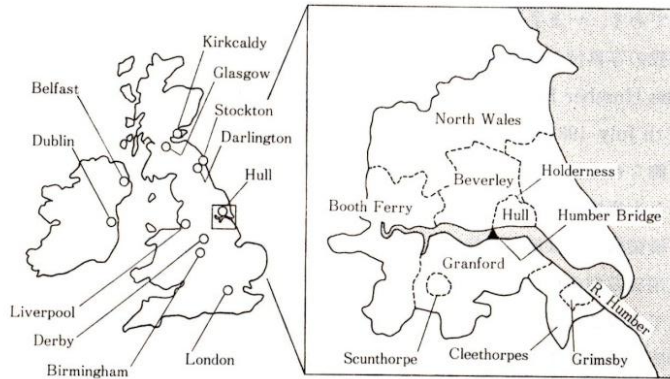 Kirkcaldy
Glasgow
Stockton
Darlington
Hull
Belfast
Dublin
Liverpool
Derby
Birmingham
London
North Wales
Holderness
Beverley
Booth Ferry
Hull
Humber Bridge
Granford
R. Humber
Scunthorpe
Cleethorpes
Grimsby